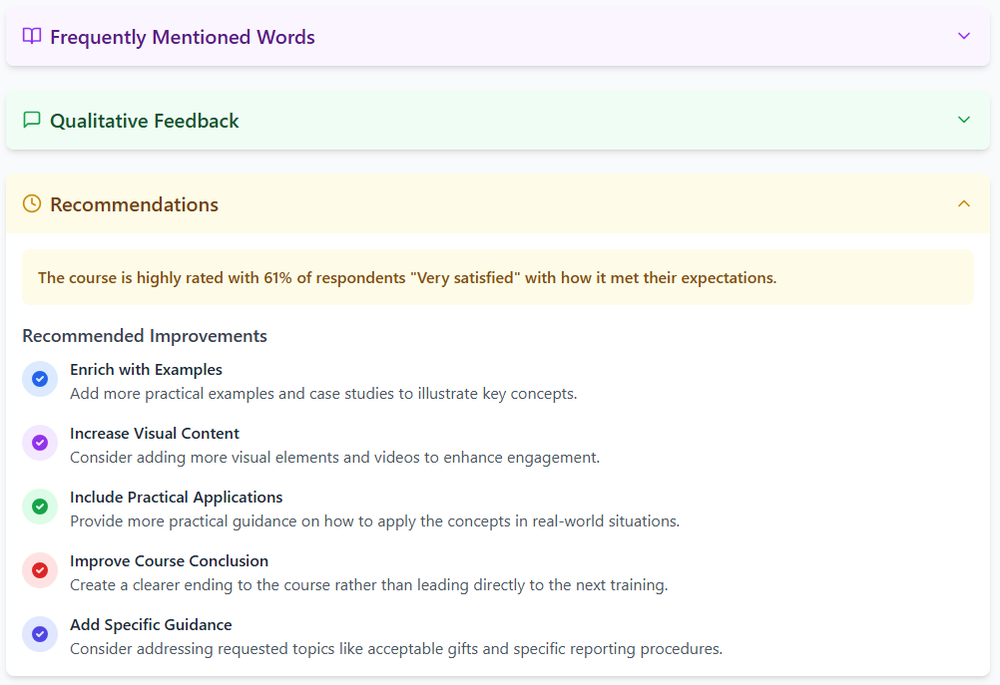 Frequently Mentioned Words
Qualitative Feedback
Recommendations
The course is highly rated with 61% of respondents "Very satisfied" with how it met their expectations.
Recommended Improvements
Enrich with Examples
Add more practical examples and case studies to illustrate key concepts.
Increase Visual Content
Consider adding more visual elements and videos to enhance engagement.
Include Practical Applications
Provide more practical guidance on how to apply the concepts in real-world situations.
Improve Course Conclusion
Create a clearer ending to the course rather than leading directly to the next training.
Add Specific Guidance
Consider addressing requested topics like acceptable gifts and specific reporting procedures.